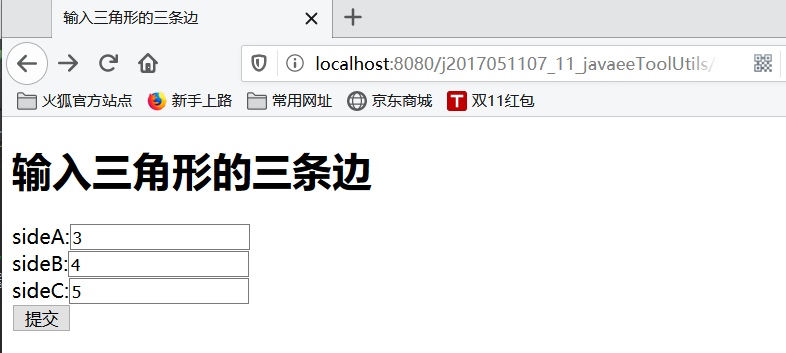 输入三角形的三条边
localhost:8080/j2017051107_11_javaeeToolUtils/
火狐官方站点 新手上路 常用网址 京东商城 T 双11红包
输入三角形的三条边
sideA:3
sideB:4
sideC:5
提交